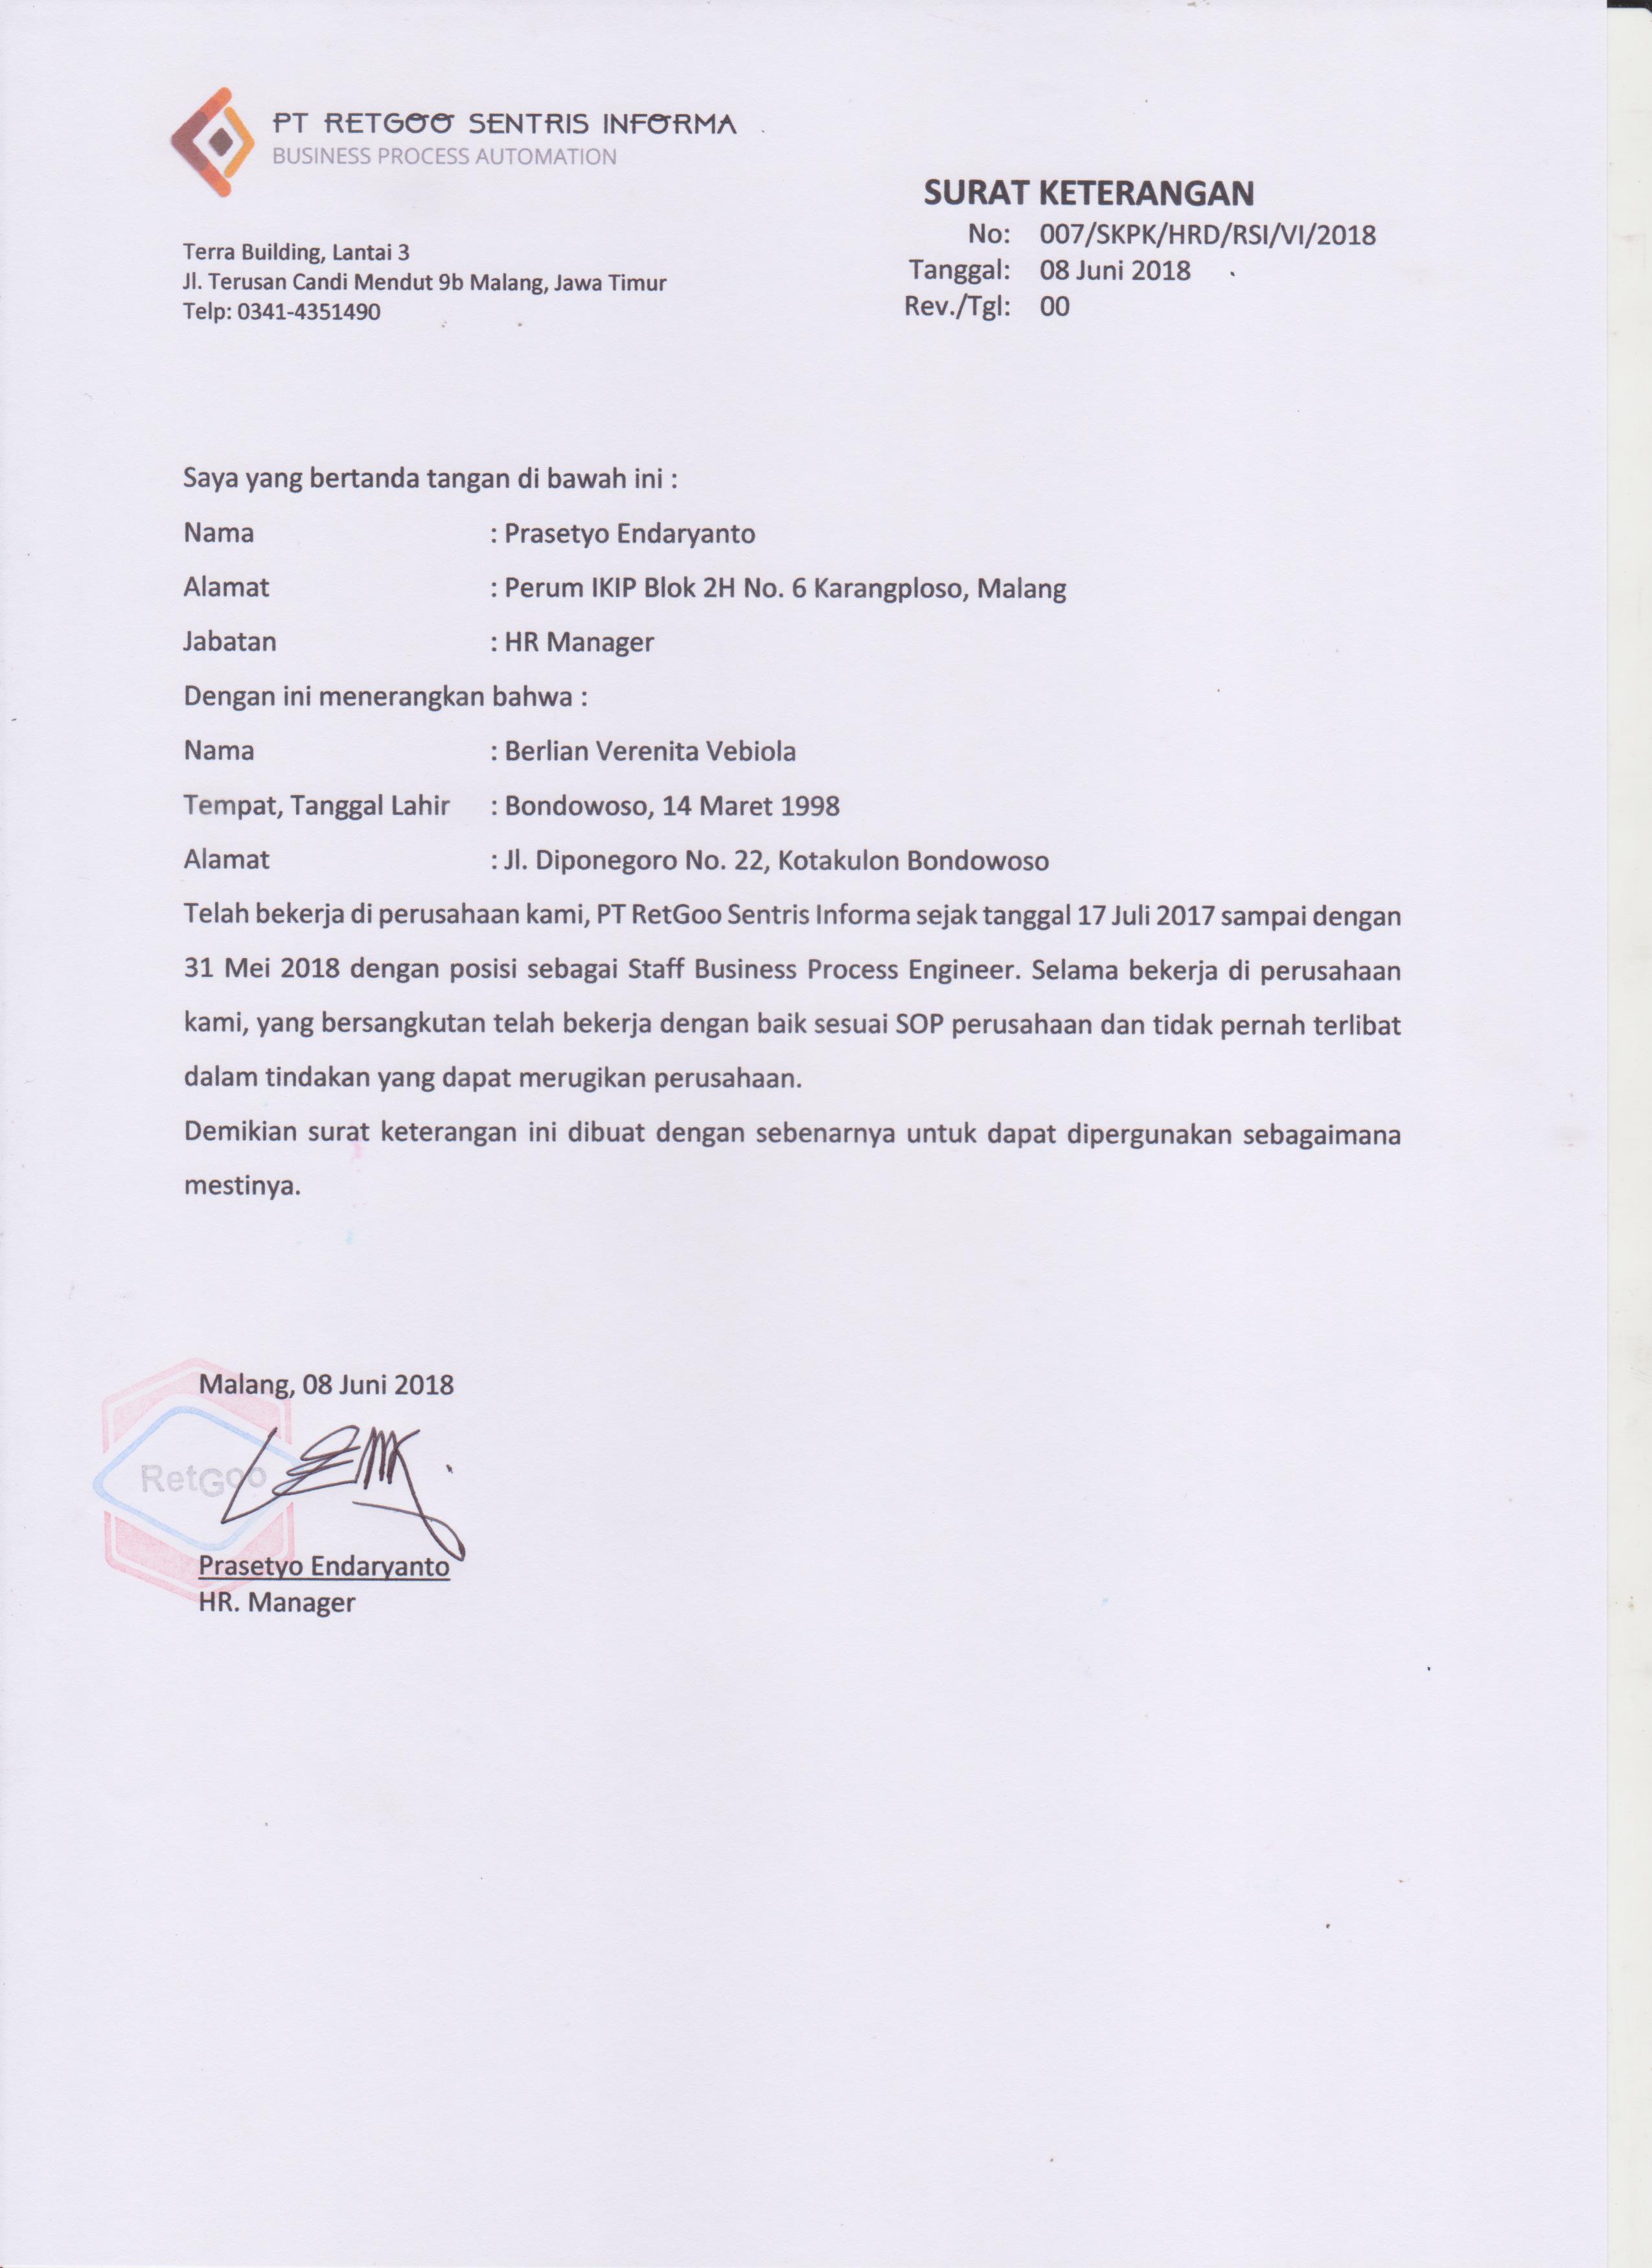 PT RETGOO SENTRIS INFORMA
BUSINESS PROCESS AUTOMATION
SURAT KETERANGAN
No: 007/SKPK/HRD/RSI/VI/2018
Tanggal: 08 Juni 2018
Rev./Tgl: 00
Terra Building, Lantai 3
Jl. Terusan Candi Mendut 9b Malang, Jawa Timur
Telp: 0341-4351490
Saya yang bertanda tangan di bawah ini :
Nama : Prasetyo Endaryanto
Alamat : Perum IKIP Blok 2H No. 6 Karangploso, Malang
Jabatan : HR Manager
Dengan ini menerangkan bahwa :
Nama : Berlian Verenita Vebiola
Tempat, Tanggal Lahir : Bondowoso, 14 Maret 1998
Alamat : Jl. Diponegoro No. 22, Kotakulon Bondowoso
Telah bekerja di perusahaan kami, PT RetGoo Sentris Informa sejak tanggal 17 Juli 2017 sampai dengan
31 Mei 2018 dengan posisi sebagai Staff Business Process Engineer. Selama bekerja di perusahaan
kami, yang bersangkutan telah bekerja dengan baik sesuai SOP perusahaan dan tidak pernah terlibat
dalam tindakan yang dapat merugikan perusahaan.
Demikian surat keterangan ini dibuat dengan sebenarnya untuk dapat dipergunakan sebagaimana
mestinya.
Malang, 08 Juni 2018
RetGoo
Prasetyo Endaryanto
HR. Manager